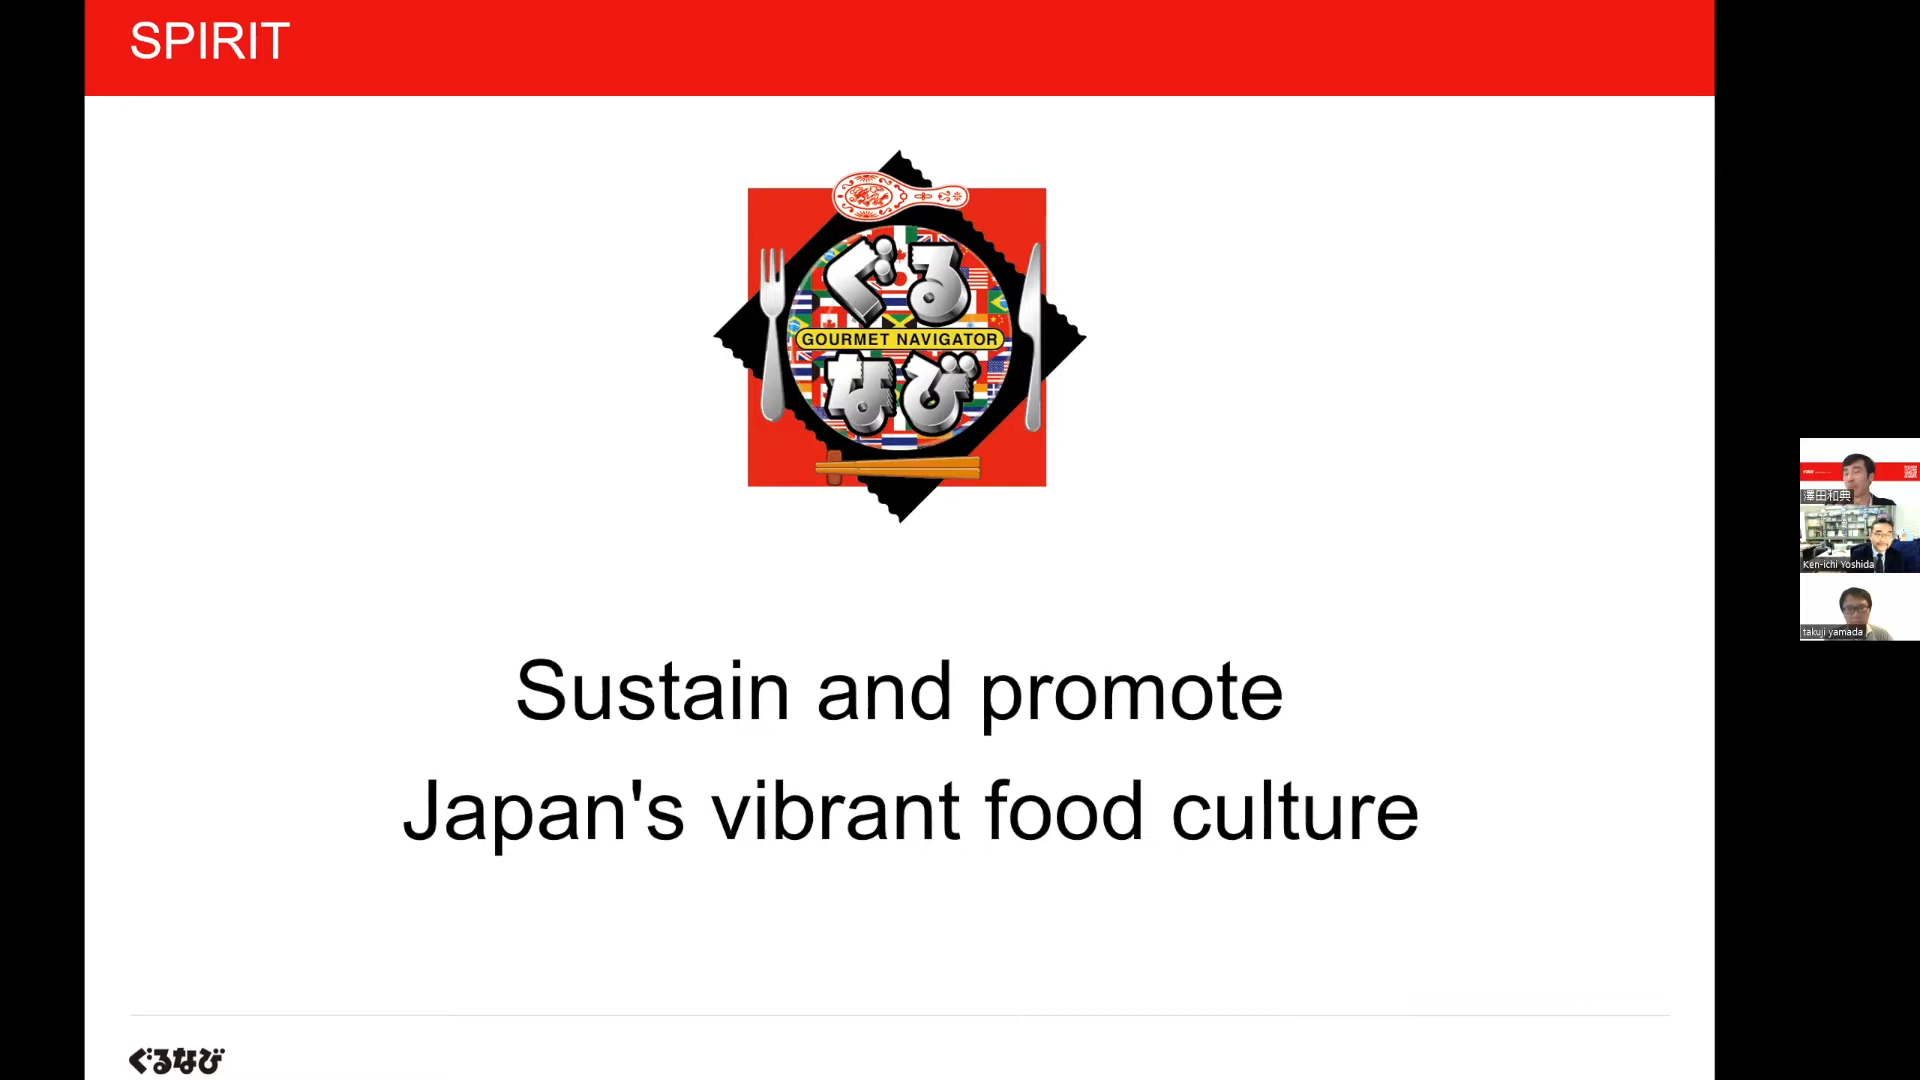 SPIRIT
ぐる
GOURMET NAVIGATOR
なび
Sustain and promote
Japan's vibrant food culture
ぐるなび
澤田和典
Ken-ichi Yoshida
takuji yamada